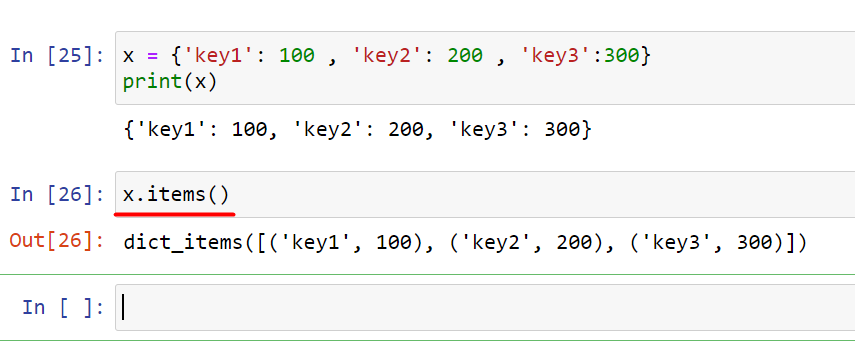 In [25]: x = {'key1': 100 , 'key2': 200 , 'key3':300}
print(x)
{'key1': 100, 'key2': 200, 'key3': 300}
In [26]: x.items()
Out[26]: dict_items([('key1', 100), ('key2', 200), ('key3', 300)])
In [ ]: